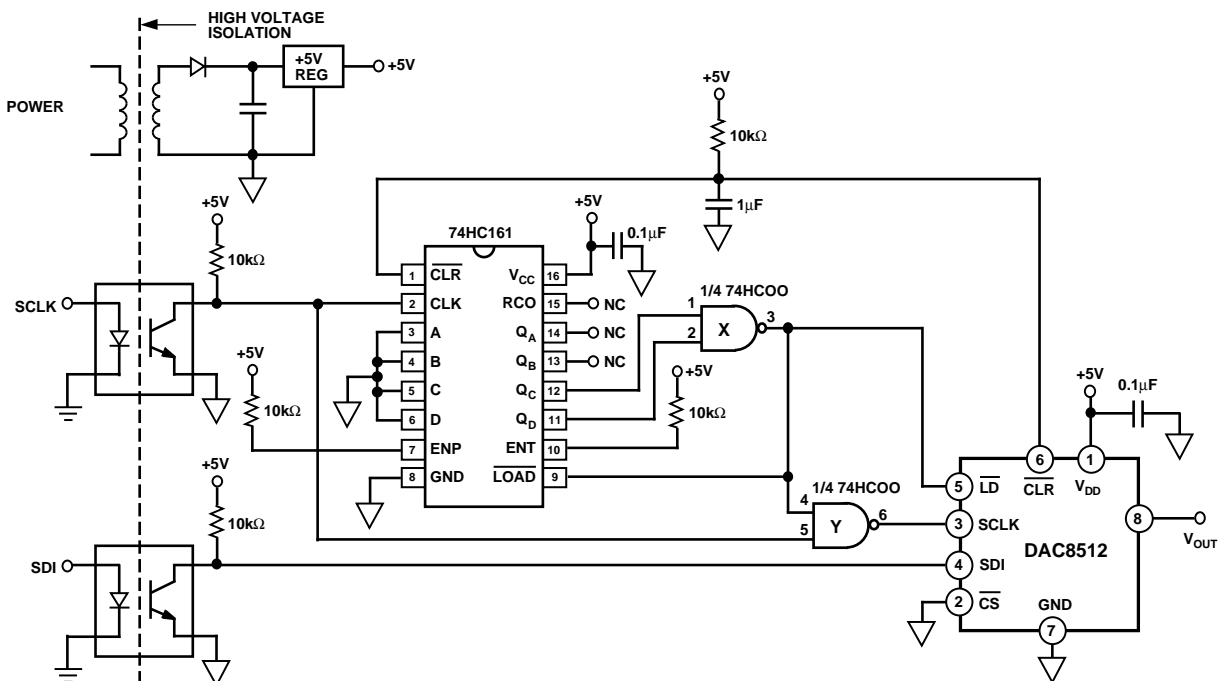 HIGH VOLTAGE
ISOLATION
+5V
REG
+5V
POWER
+5V
10kΩ
1μF
+5V
10kΩ
SCLK
+5V
10kΩ
74HC161
+5V
0.1μF
1
CLR
VCC
16
2
CLK
RCO
15
NC
3
A
QA
14
NC
4
B
QB
13
NC
5
C
QC
12
6
D
QD
11
7
ENP
ENT
10
8
GND
LOAD
9
1/4 74HCOO
1
2
X
3
+5V
10kΩ
1/4 74HCOO
4
5
Y
6
+5V
0.1μF
6
1
5
LD
CLR
VDD
3
SCLK
8
VOUT
DAC8512
4
SDI
2
CS
GND
7
+5V
10kΩ
SDI